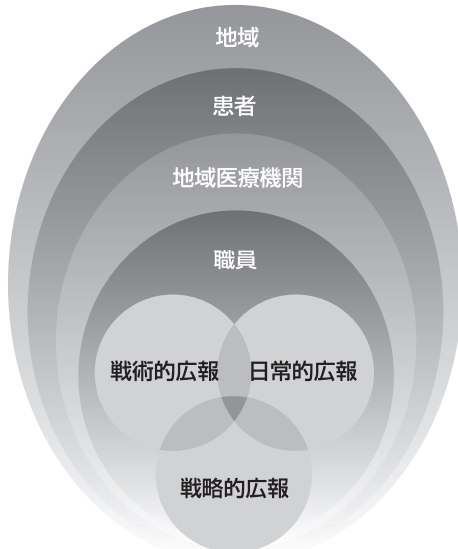 地域
患者
地域医療機関
職員
戦術的広報
日常的広報
戦略的広報